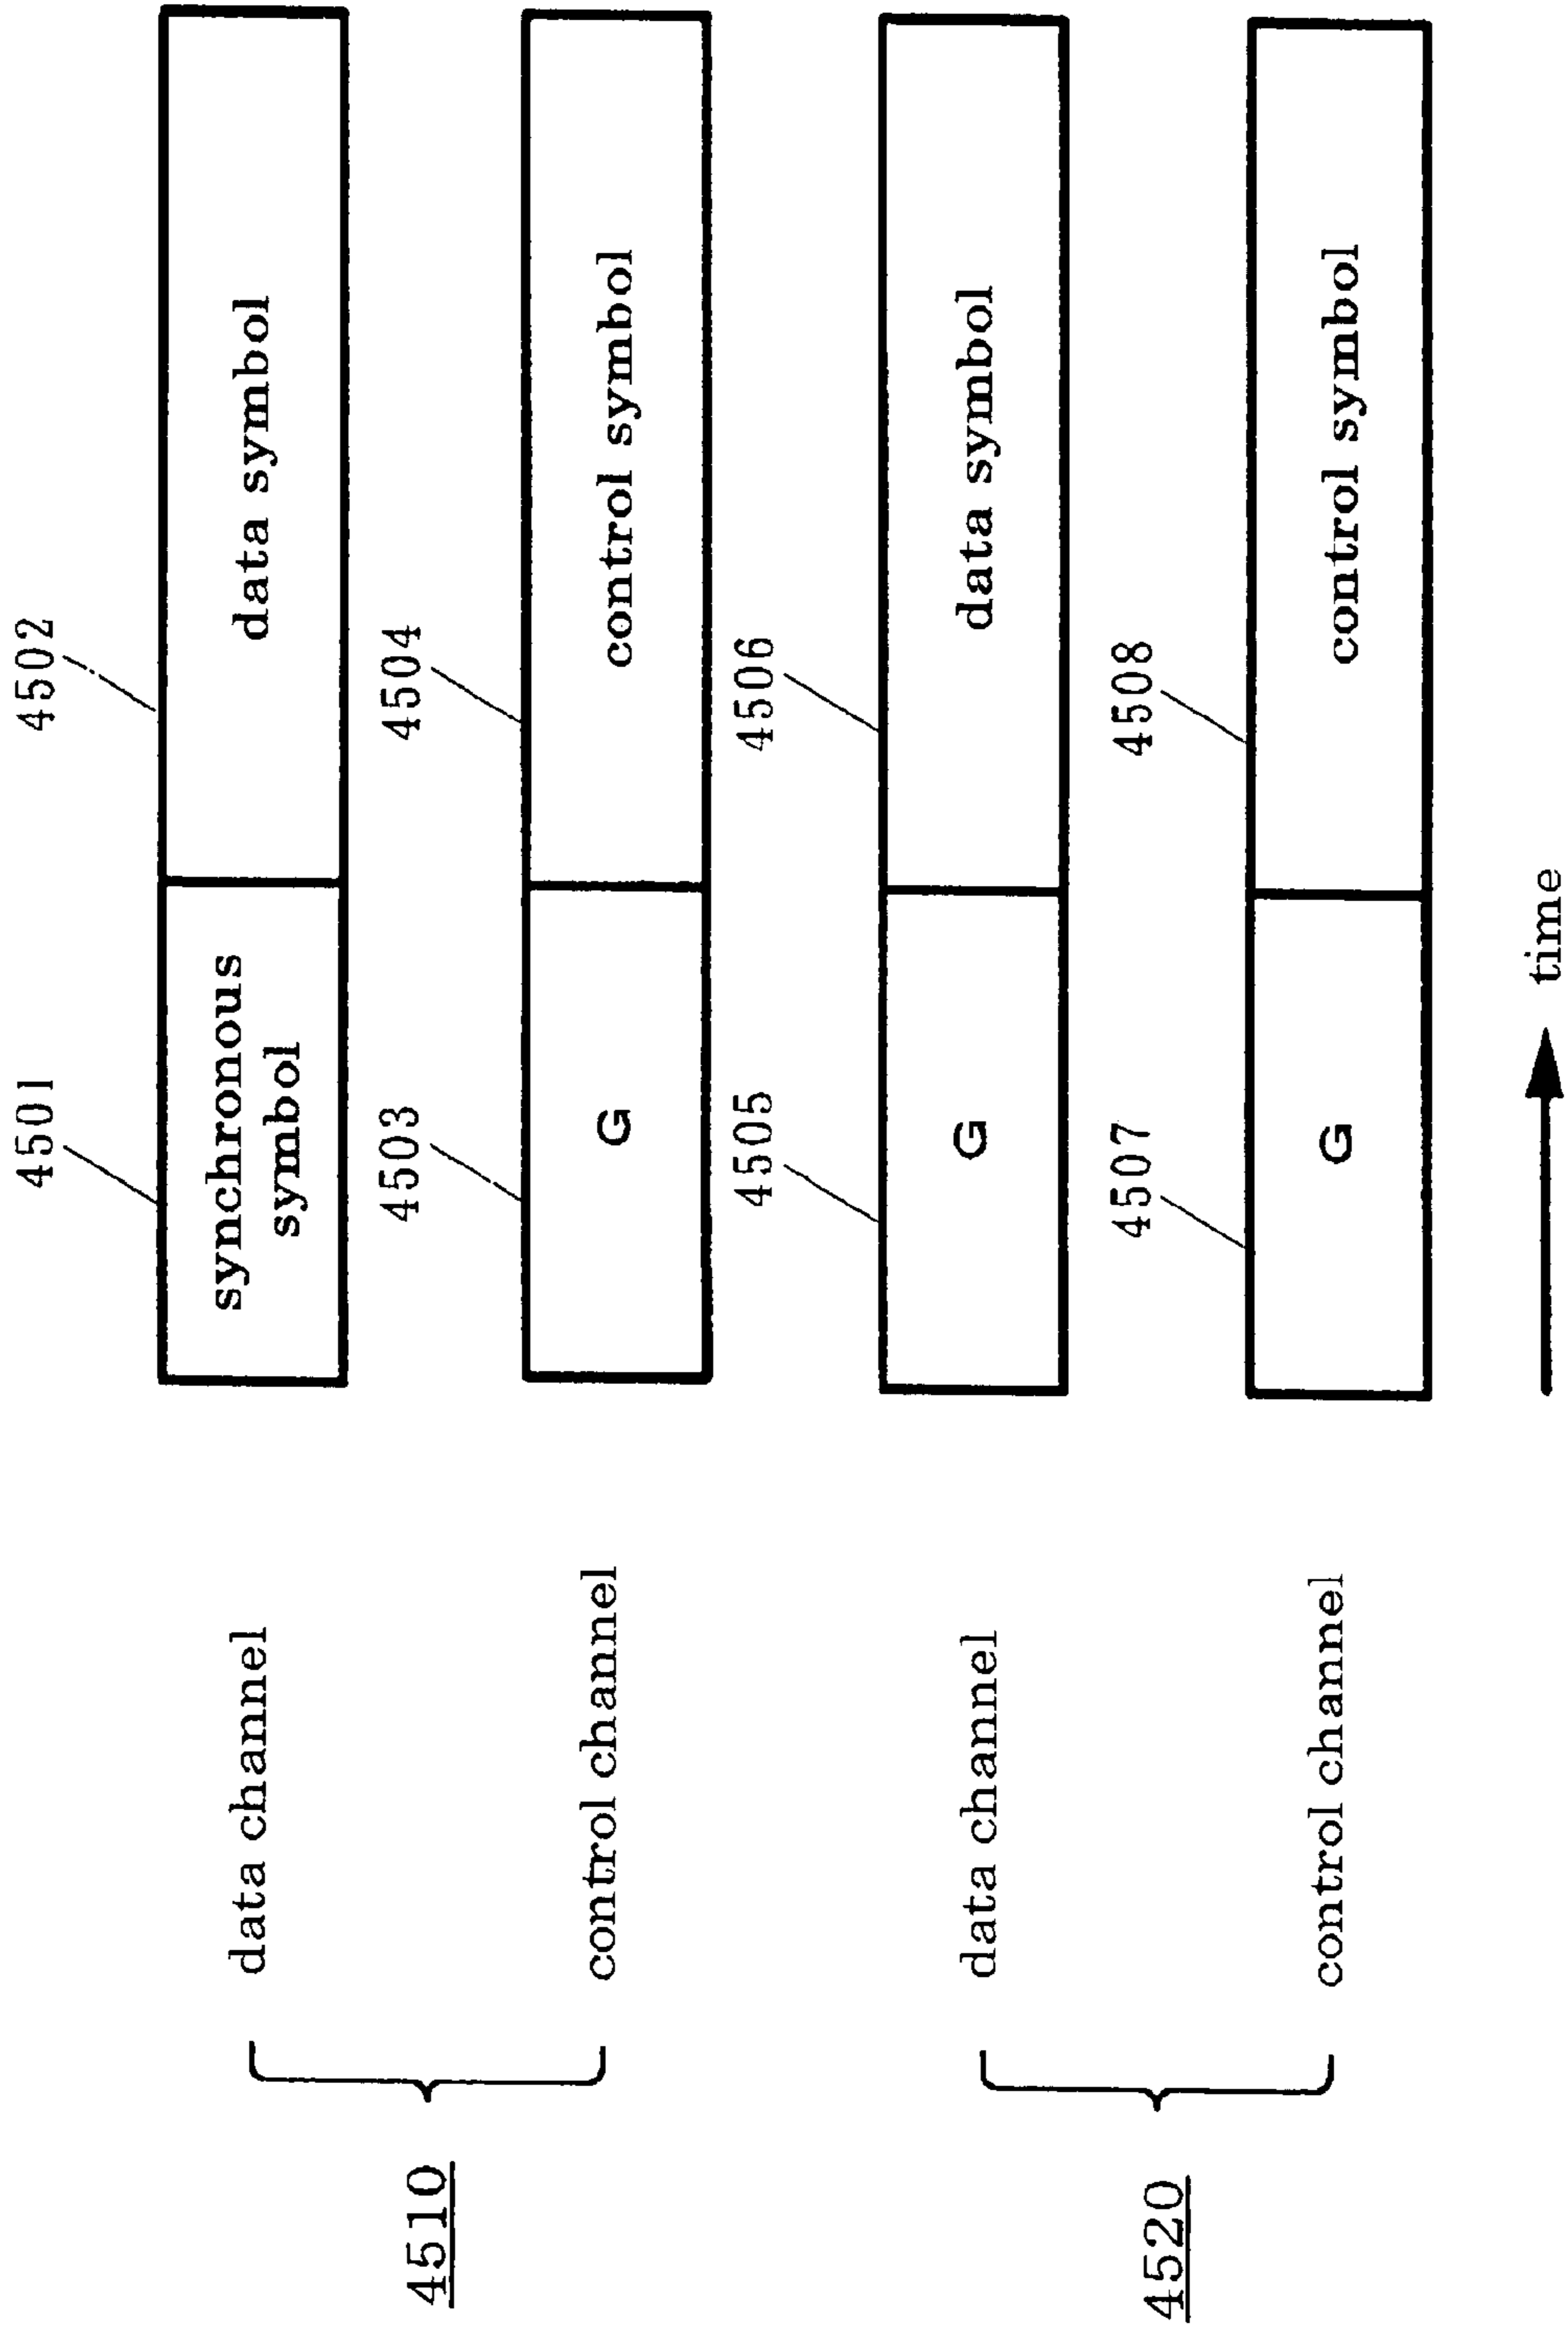 4501
4502
data channel
synchronous
symbol
data symbol
4510
4503
4504
control channel
G
control symbol
4505
4506
data channel
G
data symbol
4520
4507
4508
control channel
G
control symbol
time